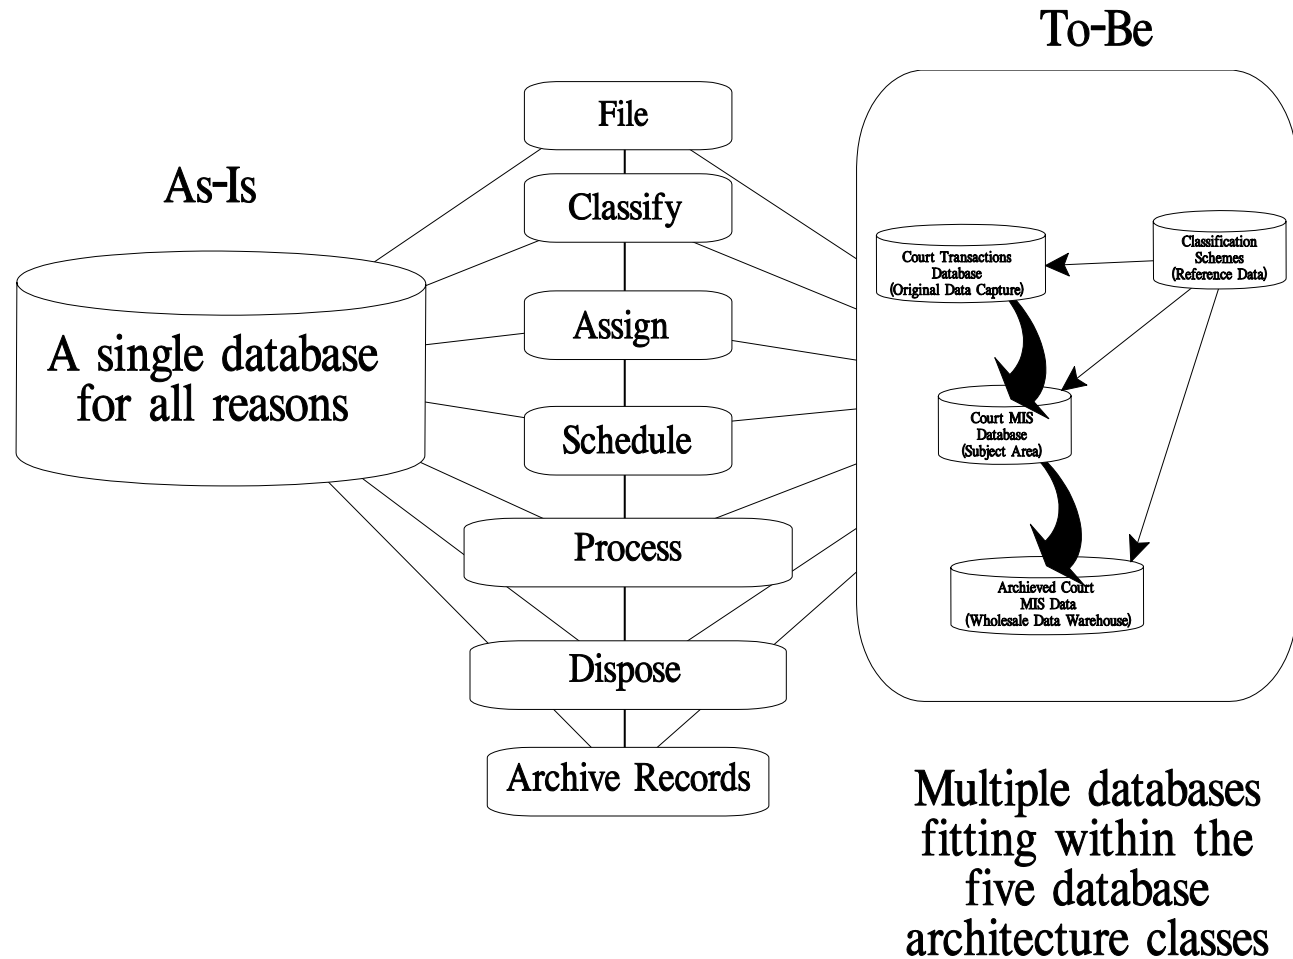 To-Be
As-Is
A single database
for all reasons
File
Classify
Assign
Schedule
Process
Dispose
Archive Records
Court Transactions
Database
(Original Data Capture)
Classification
Schemes
(Reference Data)
Court MIS
Database
(Subject Area)
Archieved Court
MIS Data
(Wholesale Data Warehouse)
Multiple databases
fitting within the
five database
architecture classes